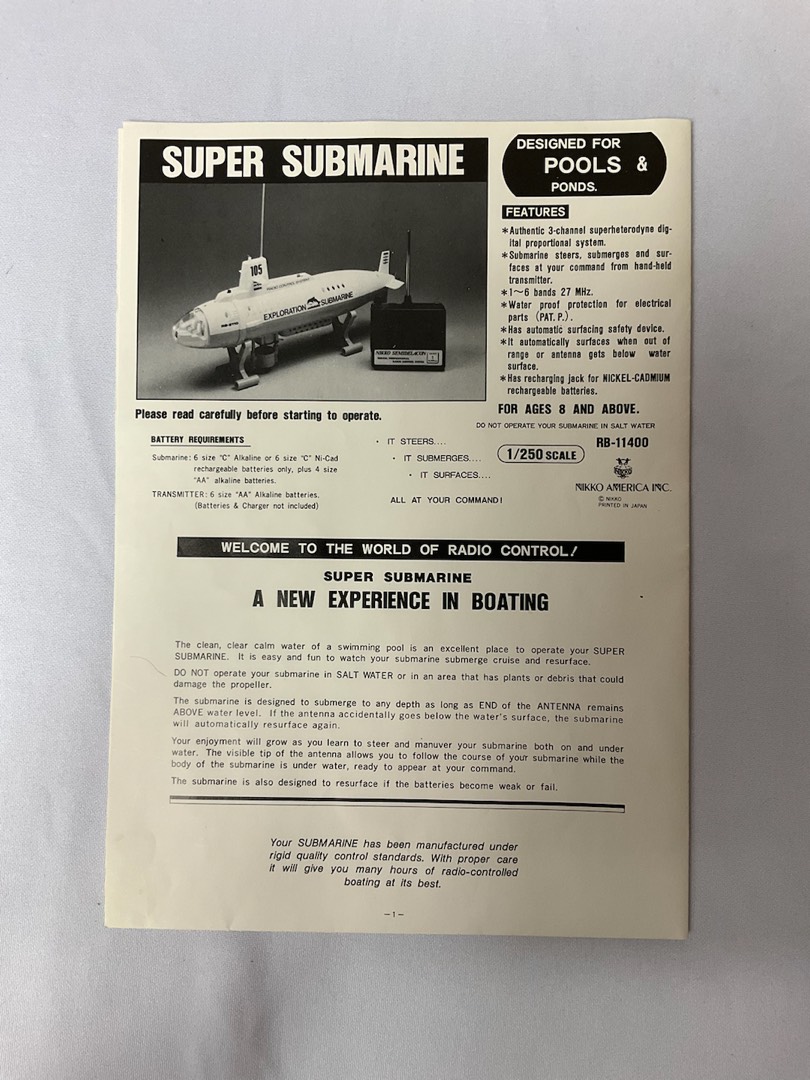 SUPER SUBMARINE
105
EXPLORATION SUBMARINE
DESIGNED FOR
POOLS &
PONDS.
FEATURES
*Authentic 3-channel superheterodyne dig-
ital proportional system.
*Submarine steers, submerges and sur-
faces at your command from hand-held
transmitter.
*1~6 bands 27 MHz.
*Water proof protection for electrical
parts (PAT. P.).
*Has automatic surfacing safety device.
*It automatically surfaces when out of
range or antenna gets below water
surface.
*Has recharging jack for NICKEL-CADMIUM
rechargeable batteries.
FOR AGES 8 AND ABOVE.
DO NOT OPERATE YOUR SUBMARINE IN SALT WATER
Please read carefully before starting to operate.
BATTERY REQUIREMENTS
Submarine: 6 size "C" Alkaline or 6 size "C" Ni-Cad
rechargeable batteries only, plus 4 size
"AA" alkaline batteries.
TRANSMITTER: 6 size "AA" Alkaline batteries.
(Batteries & Charger not included)
· IT STEERS....
· IT SUBMERGES....
· IT SURFACES....
ALL AT YOUR COMMAND!
1/250 SCALE
RB-11400
NIKKO
NIKKO AMERICA INC.
© NIKKO
PRINTED IN JAPAN
WELCOME TO THE WORLD OF RADIO CONTROL!
SUPER SUBMARINE
A NEW EXPERIENCE IN BOATING
The clean, clear calm water of a swimming pool is an excellent place to operate your SUPER
SUBMARINE. It is easy and fun to watch your submarine submerge cruise and resurface.
DO NOT operate your submarine in SALT WATER or in an area that has plants or debris that could
damage the propeller.
The submarine is designed to submerge to any depth as long as END of the ANTENNA remains
ABOVE water level. If the antenna accidentally goes below the water's surface, the submarine
will automatically resurface again.
Your enjoyment will grow as you learn to steer and manuver your submarine both on and under
water. The visible tip of the antenna allows you to follow the course of your submarine while the
body of the submarine is under water, ready to appear at your command.
The submarine is also designed to resurface if the batteries become weak or fail.
Your SUBMARINE has been manufactured under
rigid quality control standards. With proper care
it will give you many hours of radio-controlled
boating at its best.
-1-